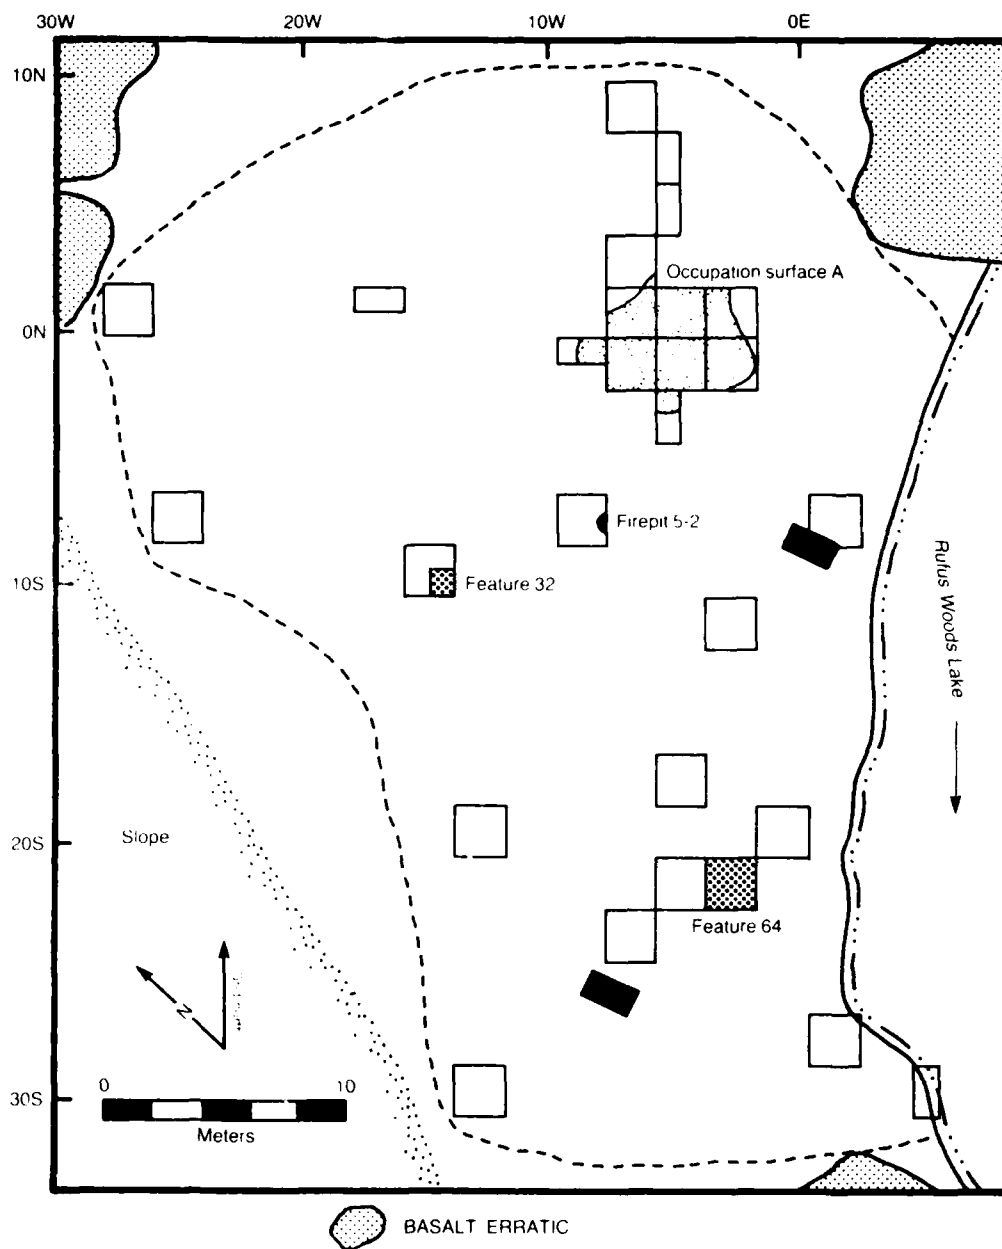 30W 20W 10W 0E
10N
Occupation surface A
0N
Firepit 5-2
10S
Feature 32
Rufus Woods Lake
20S
Slope
Feature 64
N
0 10
30S
Meters
BASALT ERRATIC